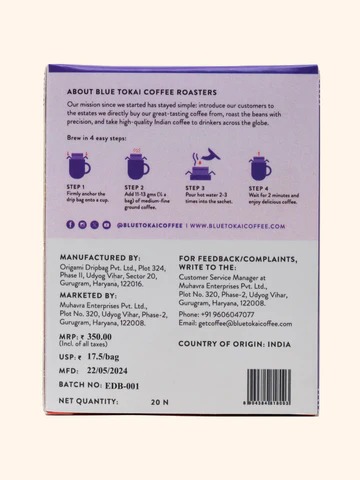 ABOUT BLUE TOKAI COFFEE ROASTERS
Our mission since we started has stayed simple: introduce our customers to
the estates we directly buy our great-tasting coffee from, roast the beans with
precision, and take high-quality Indian coffee to drinkers across the globe.
Brew in 4 easy steps:
STEP 1
Firmly anchor the
drip bag onto a cup.
STEP 2
Add 11-13 gms (⅓ a
bag) of medium-fine
ground coffee.
STEP 3
Pour hot water 2-3
times into the sachet.
STEP 4
Wait for 2 minutes and
enjoy delicious coffee.
@BLUETOKAICOFFEE | WWW.BLUETOKAICOFFEE.COM
MANUFACTURED BY:
Origami Dripbag Pvt. Ltd., Plot 324,
Phase II, Udyog Vihar, Sector 20,
Gurugram, Haryana, 122016.
MARKETED BY:
Muhavra Enterprises Pvt. Ltd.,
Plot No. 320, Udyog Vihar, Phase-2,
Gurugram, Haryana, 122008.
MRP: ₹ 350.00
(Incl. of all taxes)
USP: ₹ 17.5/bag
MFD: 22/05/2024
BATCH NO: EDB-001
NET QUANTITY: 20 N
FOR FEEDBACK/COMPLAINTS,
WRITE TO THE:
Customer Service Manager at
Muhavra Enterprises Pvt. Ltd.,
Plot No. 320, Phase-2, Udyog Vihar,
Gurugram, Haryana, 122008.
Phone: +91 9606047077
Email: getcoffee@bluetokaicoffee.com
COUNTRY OF ORIGIN: INDIA